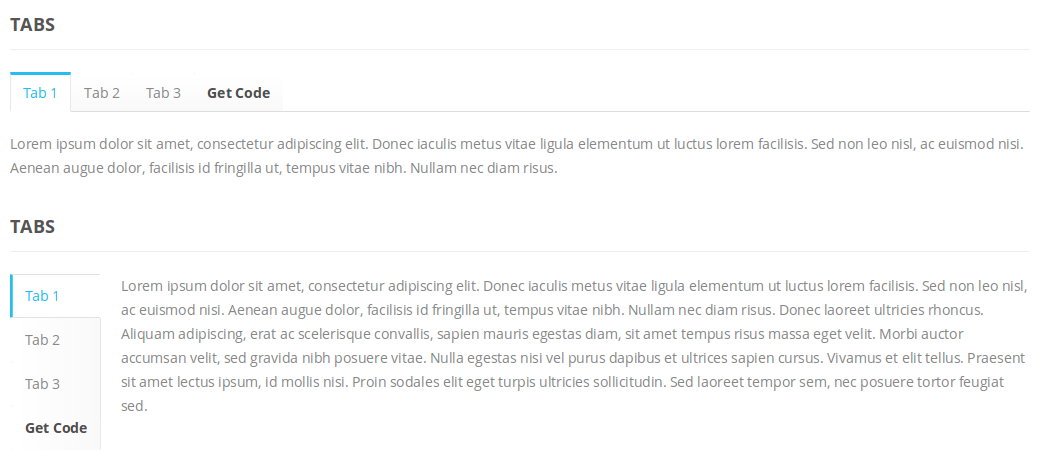 TABS
Tab 1 Tab 2 Tab 3 Get Code
Lorem ipsum dolor sit amet, consectetur adipiscing elit. Donec iaculis metus vitae ligula elementum ut luctus lorem facilisis. Sed non leo nisl, ac euismod nisi.
Aenean augue dolor, facilisis id fringilla ut, tempus vitae nibh. Nullam nec diam risus.
TABS
Tab 1
Tab 2
Tab 3
Get Code
Lorem ipsum dolor sit amet, consectetur adipiscing elit. Donec iaculis metus vitae ligula elementum ut luctus lorem facilisis. Sed non leo nisl,
ac euismod nisi. Aenean augue dolor, facilisis id fringilla ut, tempus vitae nibh. Nullam nec diam risus. Donec laoreet ultricies rhoncus.
Aliquam adipiscing, erat ac scelerisque convallis, sapien mauris egestas diam, sit amet tempus risus massa eget velit. Morbi auctor
accumsan velit, sed gravida nibh posuere vitae. Nulla egestas nisi vel purus dapibus et ultrices sapien cursus. Vivamus et elit tellus. Praesent
sit amet lectus ipsum, id mollis nisi. Proin sodales elit eget turpis ultricies sollicitudin. Sed laoreet tempor sem, nec posuere tortor feugiat
sed.